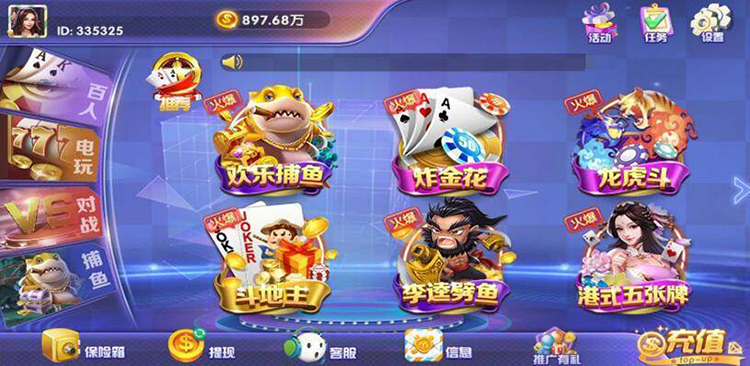 ID: 335325
897.68万
活动
任务
设置
百人
电玩
对战
捕鱼
推荐
火爆
欢乐捕鱼
炸金花
火爆
龙虎斗
火爆
斗地主
JOKER
火爆
李逵劈鱼
火爆
港式五张牌
保险箱
提现
客服
信息
推广有礼
充值
top-up